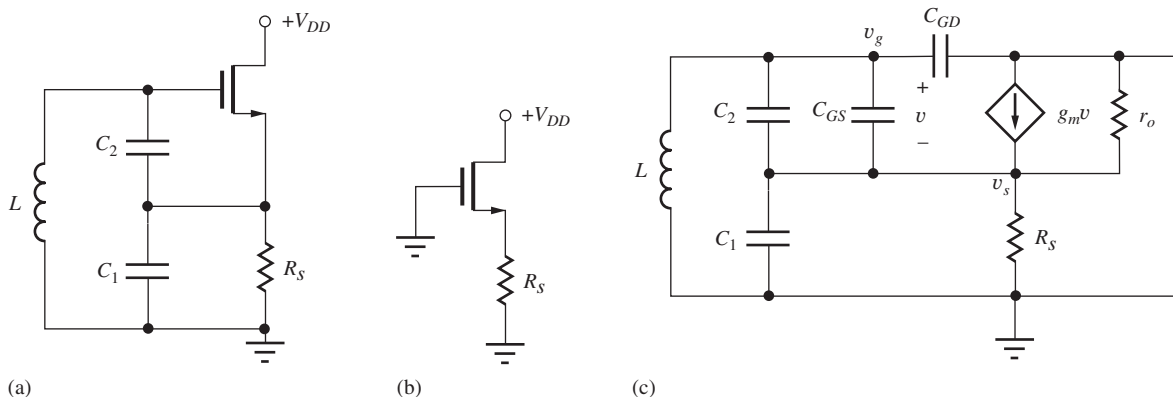 +V_DD
C_2
L
C_1
R_S
(a)
+V_DD
R_S
(b)
C_GD
v_g
C_2
C_GS
+
v
−
g_m v
r_o
L
v_s
C_1
R_S
(c)